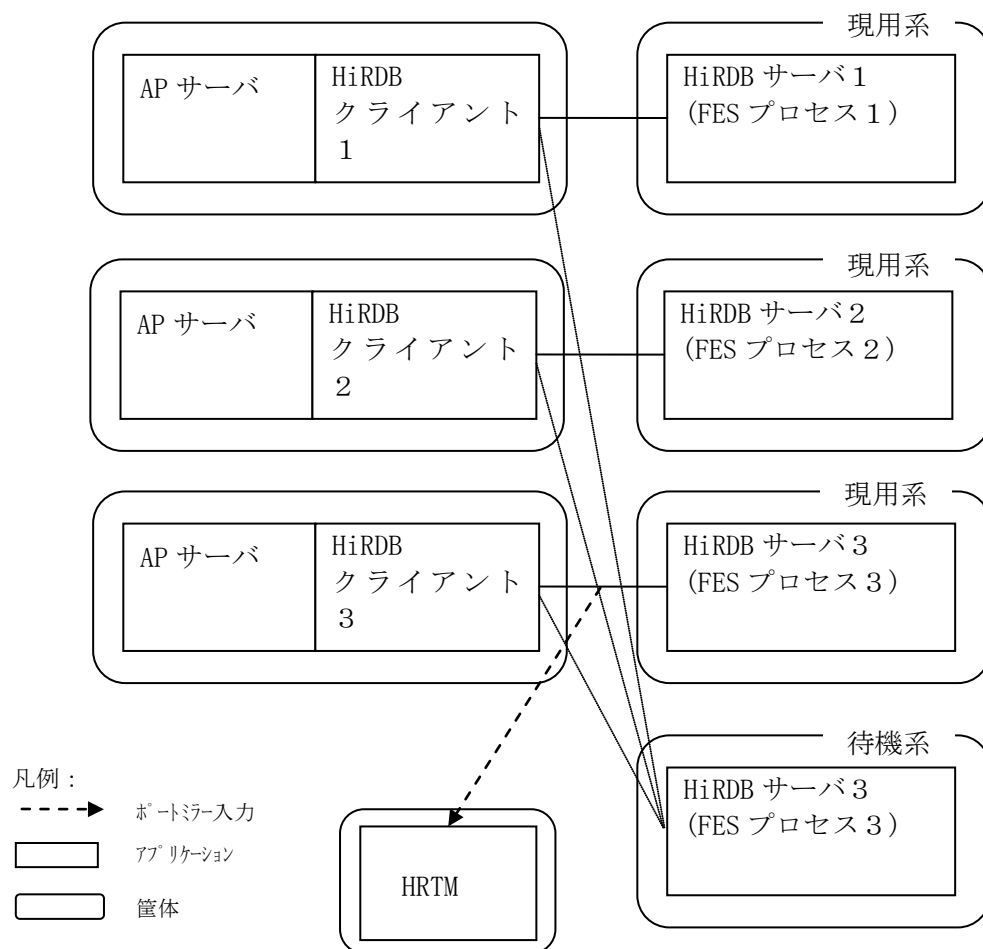 現用系
AP サーバ
HiRDB
クライアント
1
HiRDB サーバ１
(FES プロセス１)
現用系
AP サーバ
HiRDB
クライアント
２
HiRDB サーバ２
(FES プロセス２)
現用系
AP サーバ
HiRDB
クライアント
３
HiRDB サーバ３
(FES プロセス３)
待機系
HiRDB サーバ３
(FES プロセス３)
凡例：
ﾎﾟｰﾄﾐﾗｰ入力
ｱﾌﾟﾘｹｰｼｮﾝ
筐体
HRTM